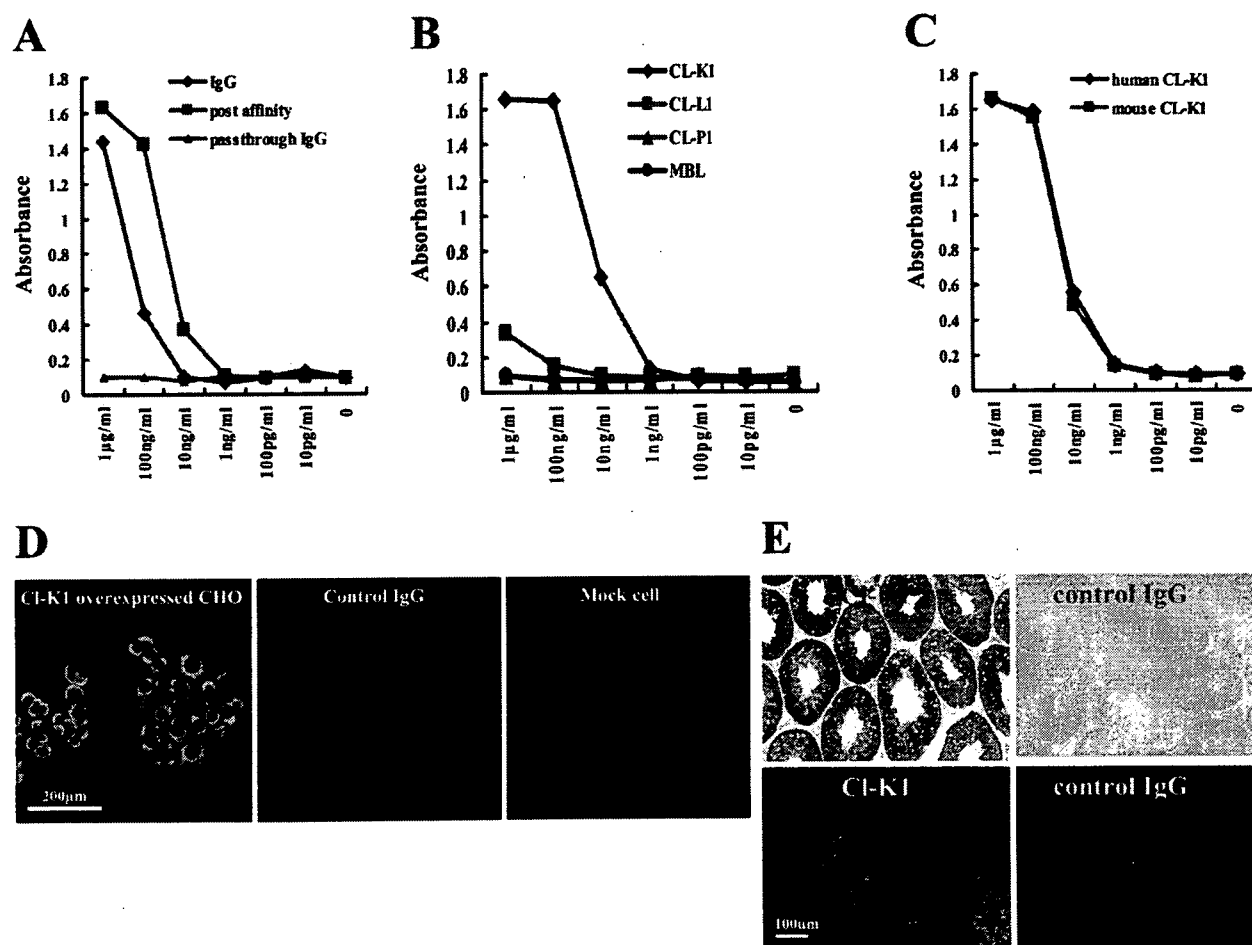 A
IgG
post affinity
passthrough IgG
Absorbance
1.8
1.6
1.4
1.2
1
0.8
0.6
0.4
0.2
0
1µg/ml
100ng/ml
10ng/ml
1ng/ml
100pg/ml
10pg/ml
0
B
CL-K1
CL-L1
CL-P1
MBL
Absorbance
1.8
1.6
1.4
1.2
1
0.8
0.6
0.4
0.2
0
1µg/ml
100ng/ml
10ng/ml
1ng/ml
100pg/ml
10pg/ml
0
C
human CL-K1
mouse CL-K1
Absorbance
1.8
1.6
1.4
1.2
1
0.8
0.6
0.4
0.2
0
1µg/ml
100ng/ml
10ng/ml
1ng/ml
100pg/ml
10pg/ml
0
D
Cl-K1 overexpressed CHO
Control IgG
Mock cell
200µm
E
control IgG
Cl-K1
control IgG
100µm